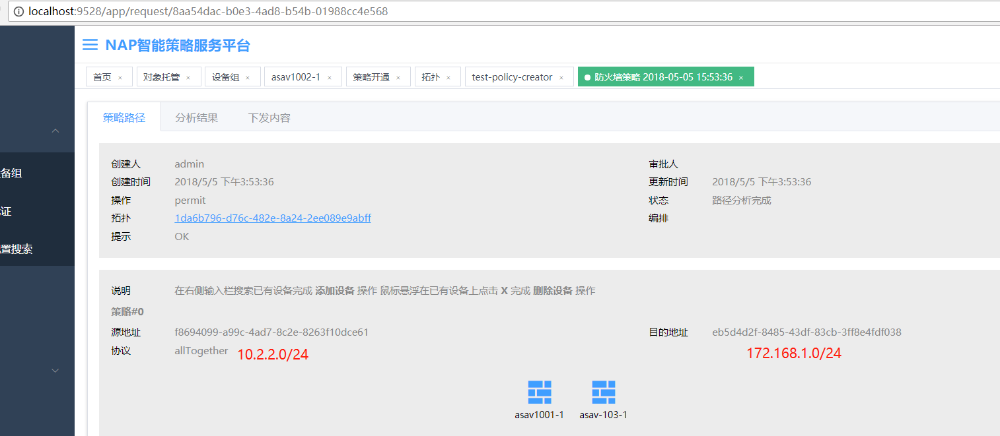 localhost:9528/app/request/8aa54dac-b0e3-4ad8-b54b-01988cc4e568
NAP智能策略服务平台
首页 × 对象托管 × 设备组 × asav1002-1 × 策略开通 × 拓扑 × test-policy-creator × 防火墙策略 2018-05-05 15:53:36 ×
策略路径 分析结果 下发内容
创建人 admin 审批人
创建时间 2018/5/5 下午3:53:36 更新时间 2018/5/5 下午3:53:36
备组
操作 permit 状态 路径分析完成
证
拓扑 1da6b796-d76c-482e-8a24-2ee089e9abff 编排
提示 OK
置搜索
说明 在右侧输入栏搜索已有设备完成 添加设备 操作 鼠标悬浮在已有设备上点击 X 完成 删除设备 操作
策略#0
源地址 f8694099-a99c-4ad7-8c2e-8263f10dce61 目的地址 eb5d4d2f-8485-43df-83cb-3ff8e4fdf038
协议 allTogether 10.2.2.0/24 172.168.1.0/24
asav1001-1 asav-103-1